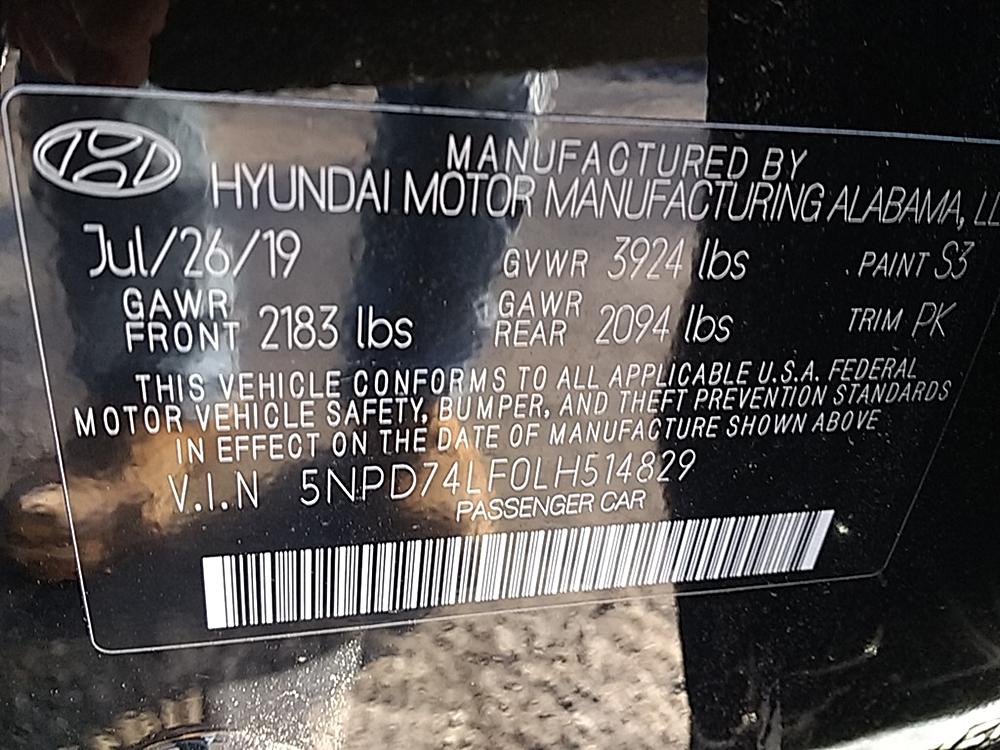 MANUFACTURED BY
HYUNDAI MOTOR MANUFACTURING ALABAMA, LL
Jul/26/19 GVWR 3924 lbs PAINT S3
GAWR FRONT 2183 lbs GAWR REAR 2094 lbs TRIM PK
THIS VEHICLE CONFORMS TO ALL APPLICABLE U.S.A. FEDERAL
MOTOR VEHICLE SAFETY, BUMPER, AND THEFT PREVENTION STANDARDS
IN EFFECT ON THE DATE OF MANUFACTURE SHOWN ABOVE
V.I.N 5NPD74LF0LH514829
PASSENGER CAR